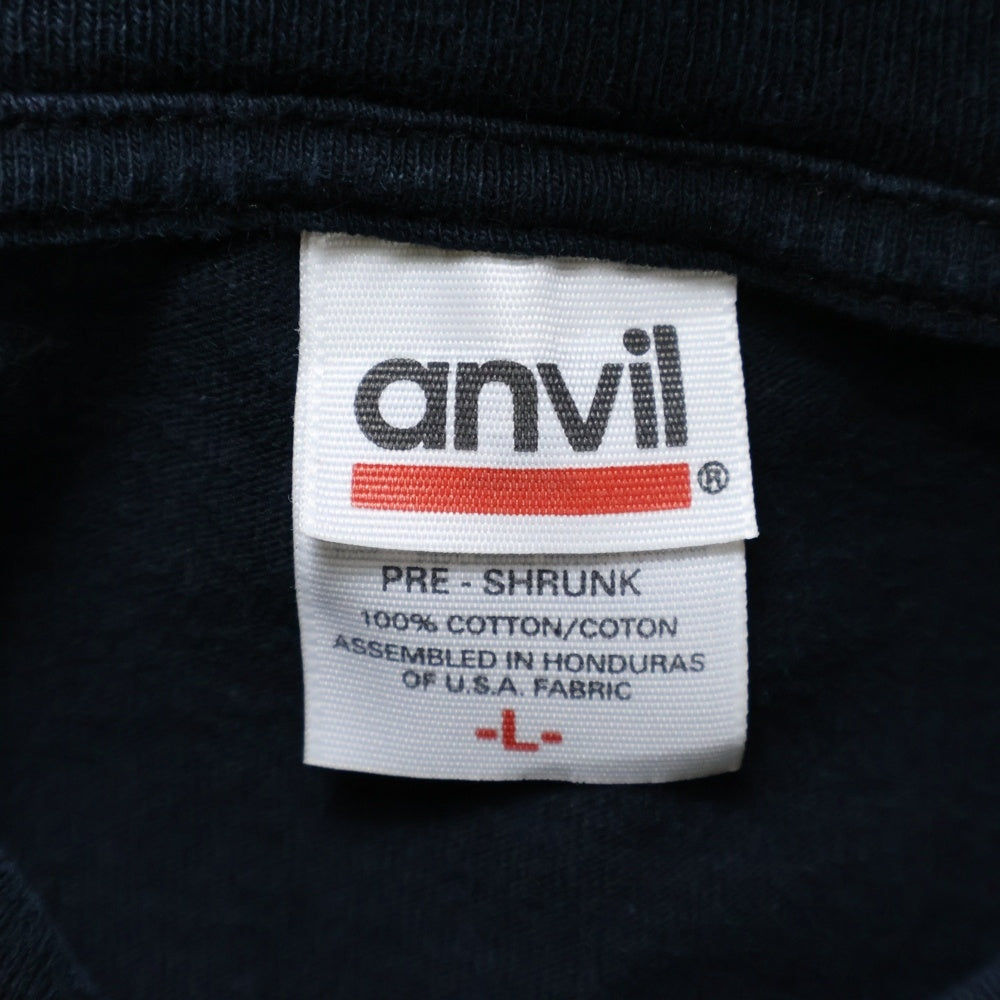 anvil
®
PRE - SHRUNK
100% COTTON/COTON
ASSEMBLED IN HONDURAS
OF U.S.A. FABRIC
-L-